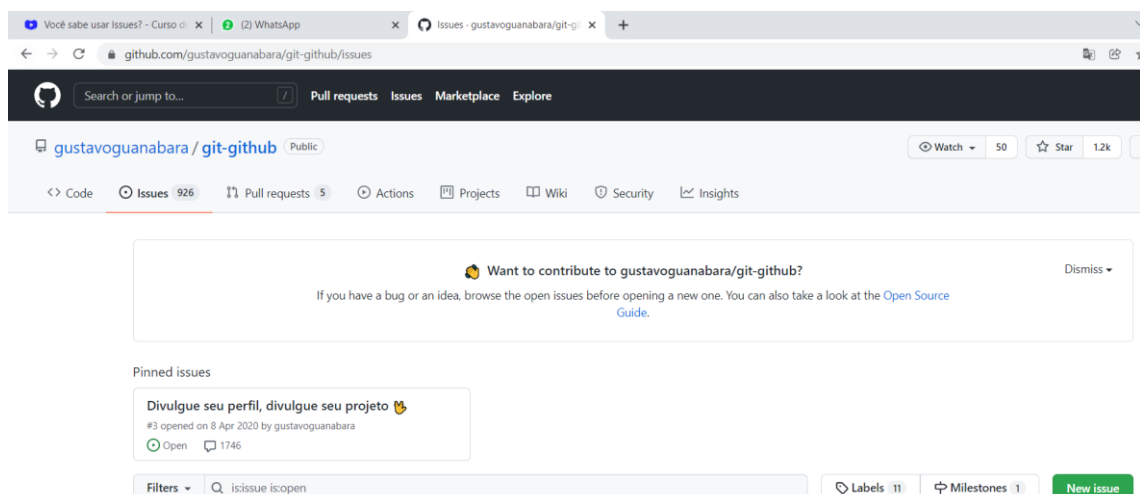 Você sabe usar Issues? - Curso d
(2) WhatsApp
Issues · gustavoguanabara/git-gi
github.com/gustavoguanabara/git-github/issues
Search or jump to... /
Pull requests Issues Marketplace Explore
gustavoguanabara / git-github Public
Watch 50 Star 1.2k
Code Issues 926 Pull requests 5 Actions Projects Wiki Security Insights
Want to contribute to gustavoguanabara/git-github?
Dismiss
If you have a bug or an idea, browse the open issues before opening a new one. You can also take a look at the Open Source
Guide.
Pinned issues
Divulgue seu perfil, divulgue seu projeto
#3 opened on 8 Apr 2020 by gustavoguanabara
Open 1746
Filters is:issue is:open Labels 11 Milestones 1 New issue